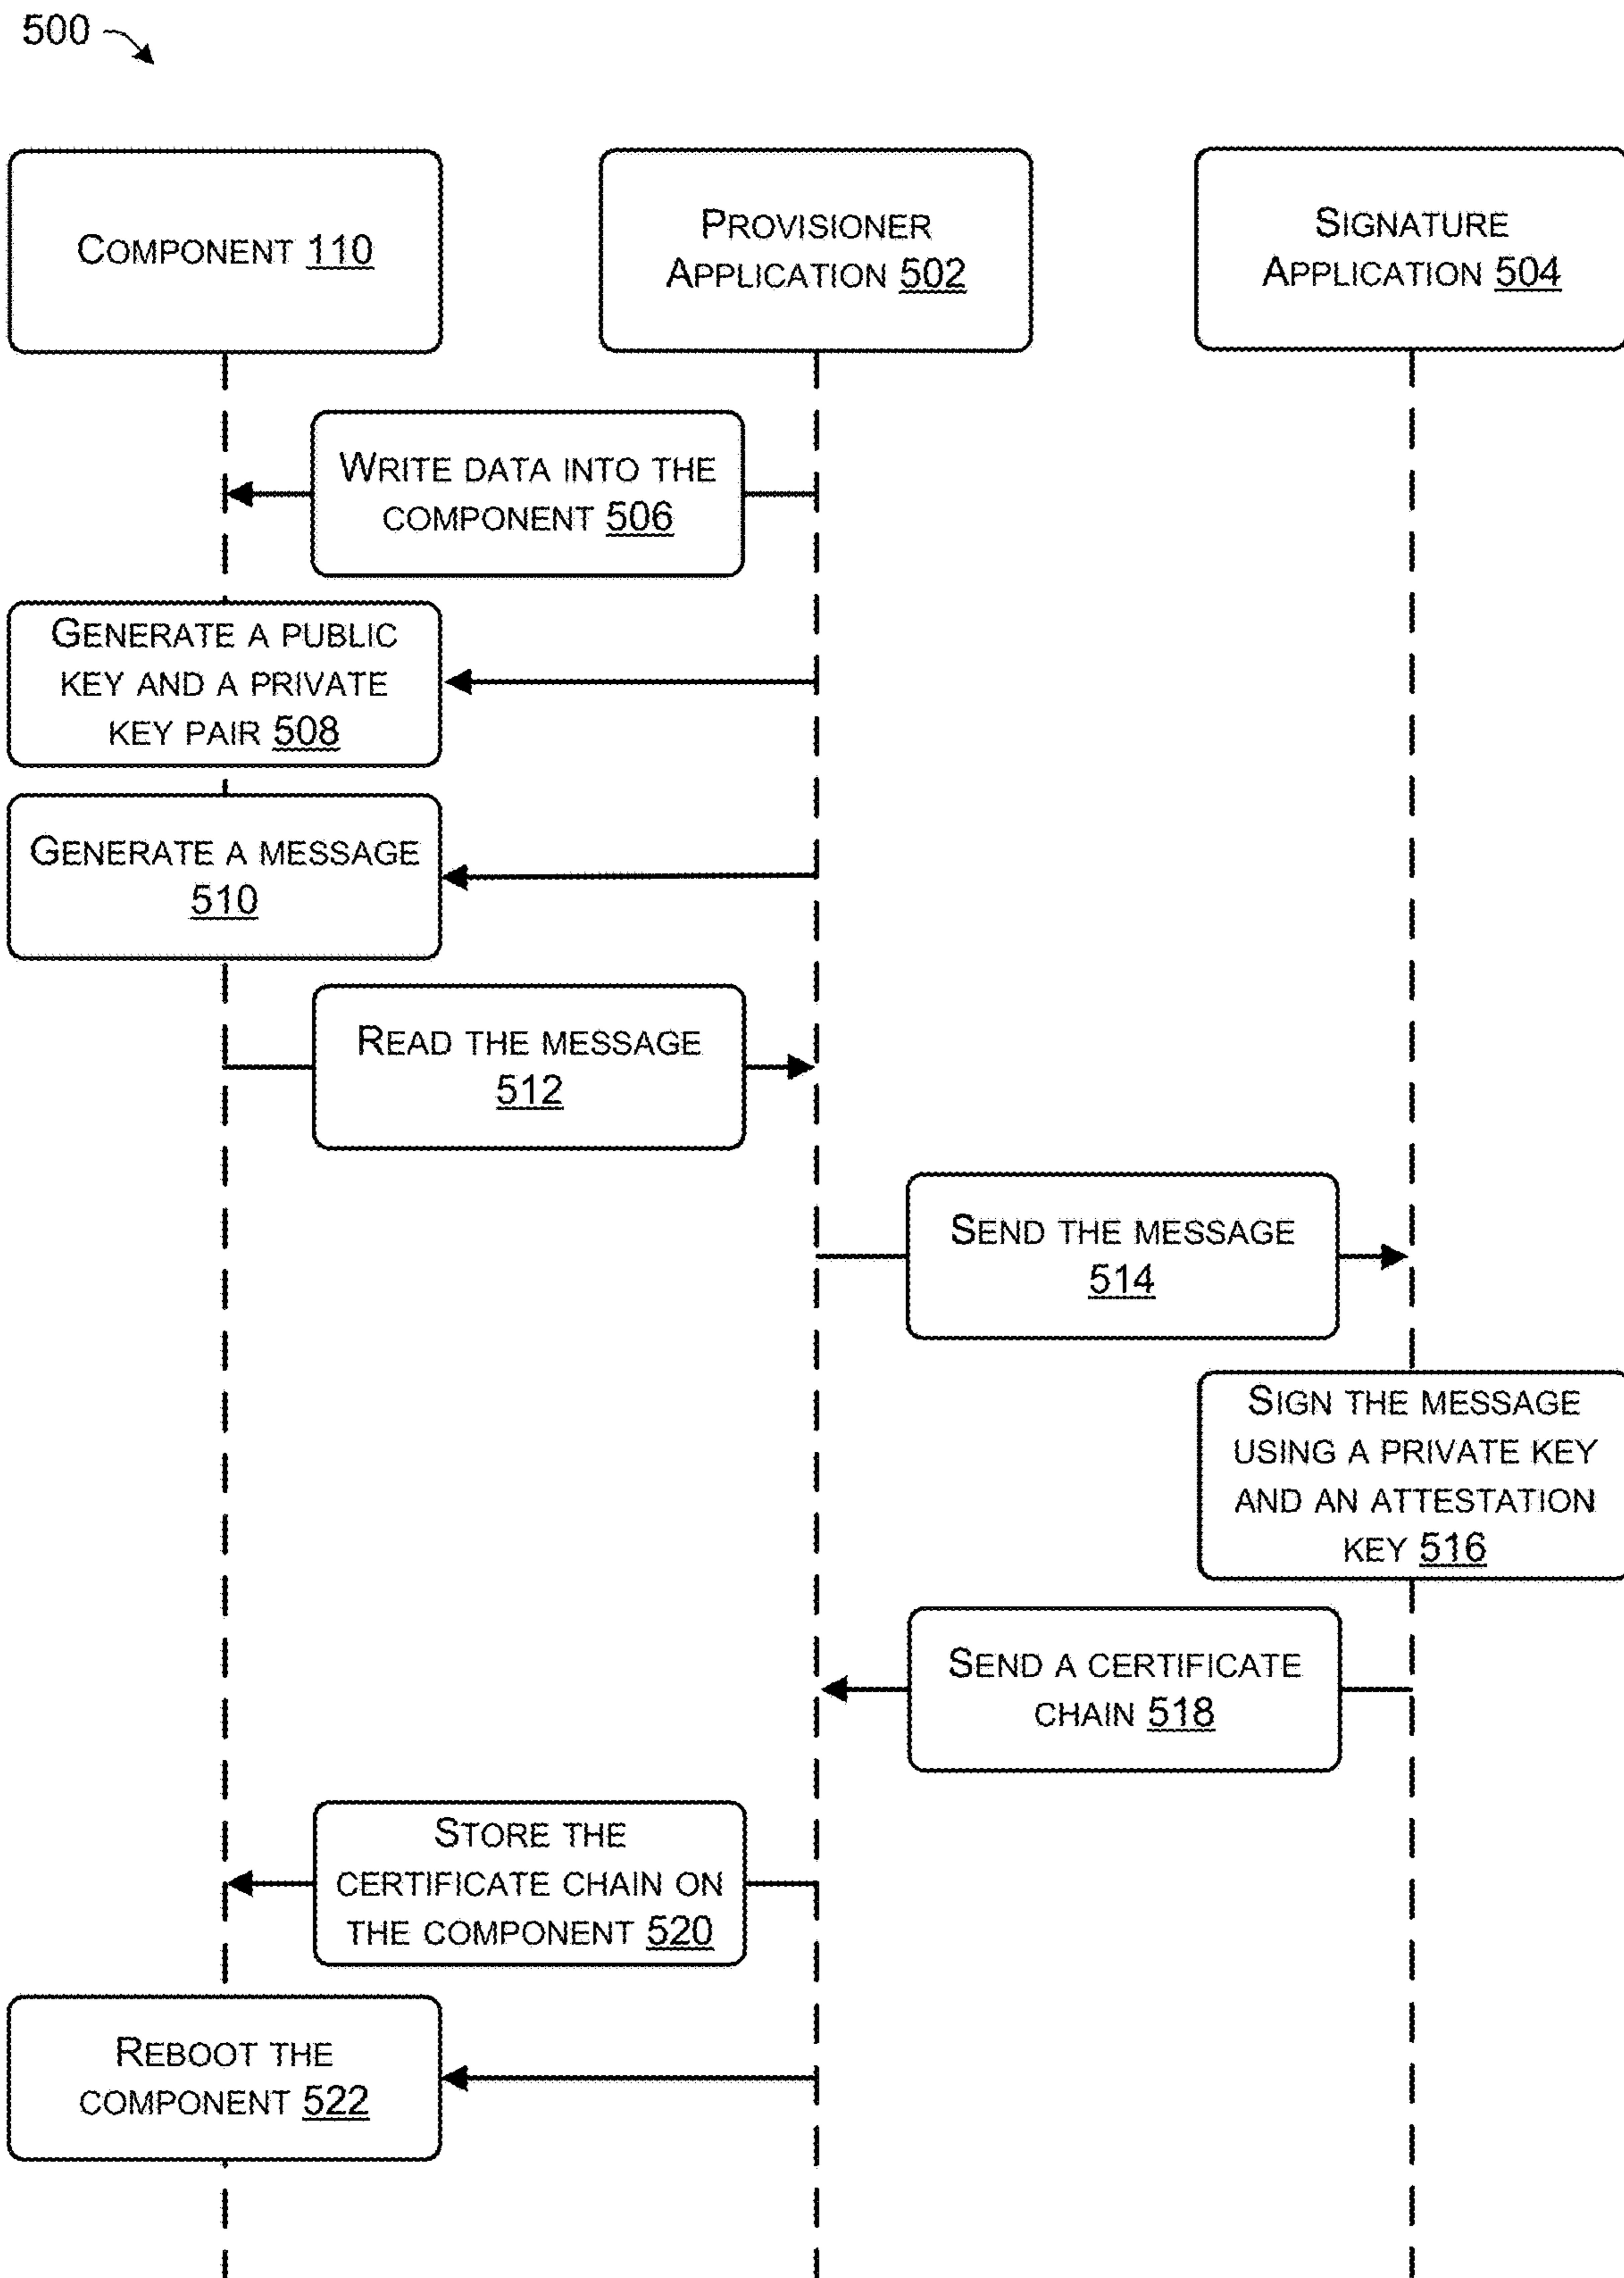 500
COMPONENT 110
PROVISIONER
APPLICATION 502
SIGNATURE
APPLICATION 504
WRITE DATA INTO THE
COMPONENT 506
GENERATE A PUBLIC
KEY AND A PRIVATE
KEY PAIR 508
GENERATE A MESSAGE
510
READ THE MESSAGE
512
SEND THE MESSAGE
514
SIGN THE MESSAGE
USING A PRIVATE KEY
AND AN ATTESTATION
KEY 516
SEND A CERTIFICATE
CHAIN 518
STORE THE
CERTIFICATE CHAIN ON
THE COMPONENT 520
REBOOT THE
COMPONENT 522